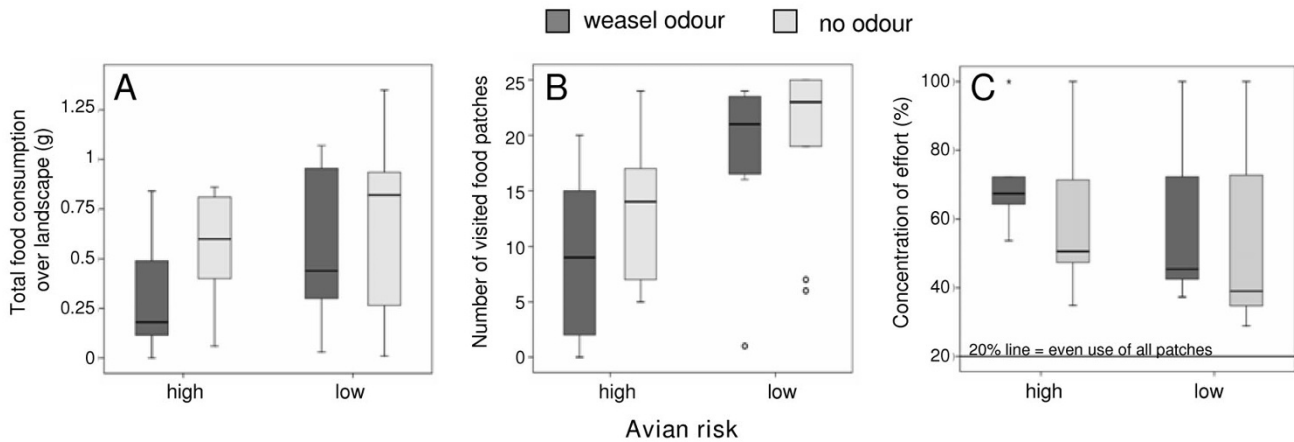 weasel odour no odour
A
Total food consumption
over landscape (g)
1.25
1
0.75
0.5
0.25
0
high low
B
Number of visited food patches
25
20
15
10
5
0
high low
Avian risk
C
Concentration of effort (%)
100
80
60
40
20
*
20% line = even use of all patches
high low